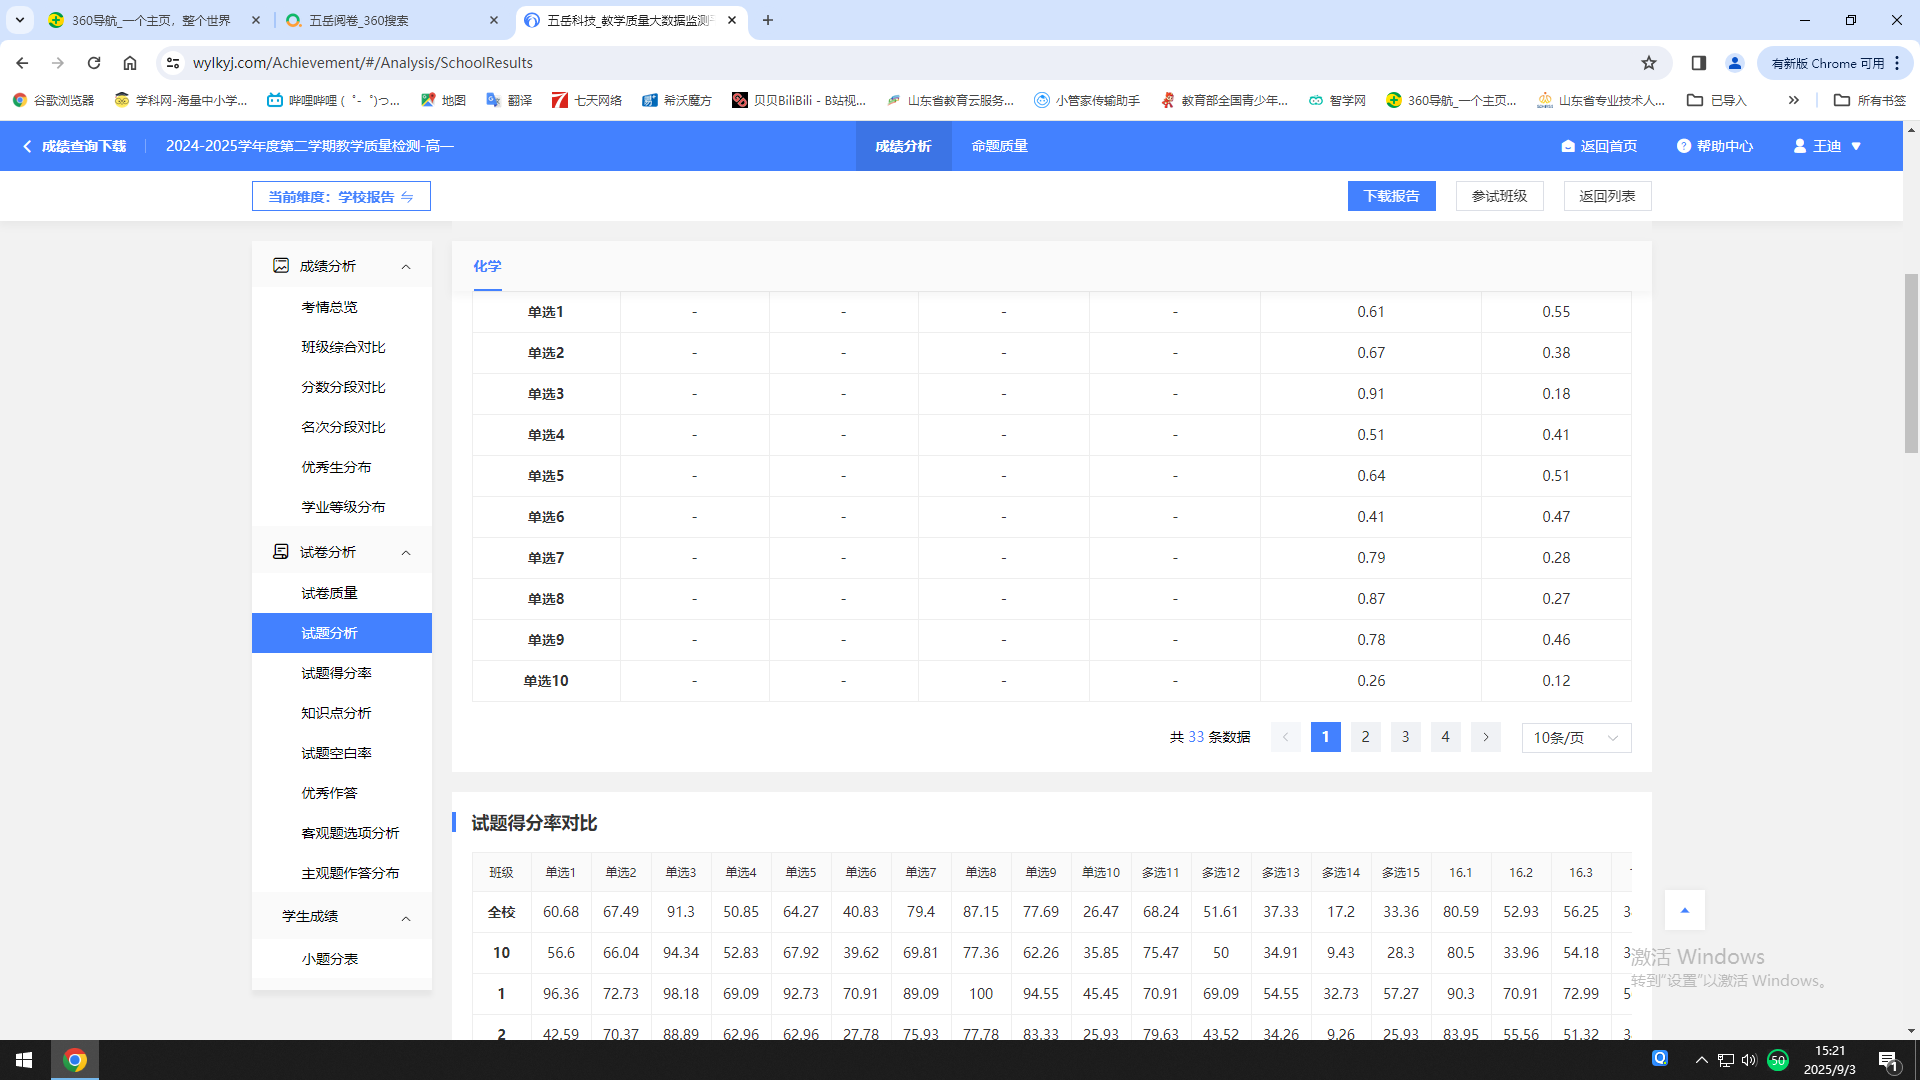 360导航_一个主页，整个世界
五岳阅卷_360搜索
五岳科技_教学质量大数据监测平
wylkyj.com/Achievement/#/Analysis/SchoolResults
有新版 Chrome 可用
谷歌浏览器 学科网-海量中小学... 哔哩哔哩 (゜-゜)つ... 地图 翻译 七天网络 希沃魔方 贝贝BiliBili - B站视... 山东省教育云服务... 小管家传输助手 教育部全国青少年... 智学网 360导航_一个主页... 山东省专业技术人... 已导入 » 所有书签
成绩查询下载 2024-2025学年度第二学期教学质量检测-高一 成绩分析 命题质量 返回首页 帮助中心 王迪
当前维度：学校报告 下载报告 参试班级 返回列表
成绩分析
考情总览
班级综合对比
分数分段对比
名次分段对比
优秀生分布
学业等级分布
试卷分析
试卷质量
试题分析
试题得分率
知识点分析
试题空白率
优秀作答
客观题选项分析
主观题作答分布
学生成绩
小题分表
化学
单选1 - - - - 0.61 0.55
单选2 - - - - 0.67 0.38
单选3 - - - - 0.91 0.18
单选4 - - - - 0.51 0.41
单选5 - - - - 0.64 0.51
单选6 - - - - 0.41 0.47
单选7 - - - - 0.79 0.28
单选8 - - - - 0.87 0.27
单选9 - - - - 0.78 0.46
单选10 - - - - 0.26 0.12
共 33 条数据 < 1 2 3 4 > 10条/页
试题得分率对比
班级 单选1 单选2 单选3 单选4 单选5 单选6 单选7 单选8 单选9 单选10 多选11 多选12 多选13 多选14 多选15 16.1 16.2 16.3
全校 60.68 67.49 91.3 50.85 64.27 40.83 79.4 87.15 77.69 26.47 68.24 51.61 37.33 17.2 33.36 80.59 52.93 56.25 3
10 56.6 66.04 94.34 52.83 67.92 39.62 69.81 77.36 62.26 35.85 75.47 50 34.91 9.43 28.3 80.5 33.96 54.18 3
1 96.36 72.73 98.18 69.09 92.73 70.91 89.09 100 94.55 45.45 70.91 69.09 54.55 32.73 57.27 90.3 70.91 72.99 5
2 42.59 70.37 88.89 62.96 62.96 27.78 75.93 77.78 83.33 25.93 79.63 43.52 34.26 9.26 25.93 83.95 55.56 51.32 3
激活 Windows
转到"设置"以激活 Windows。
50
15:21
2025/9/3
1